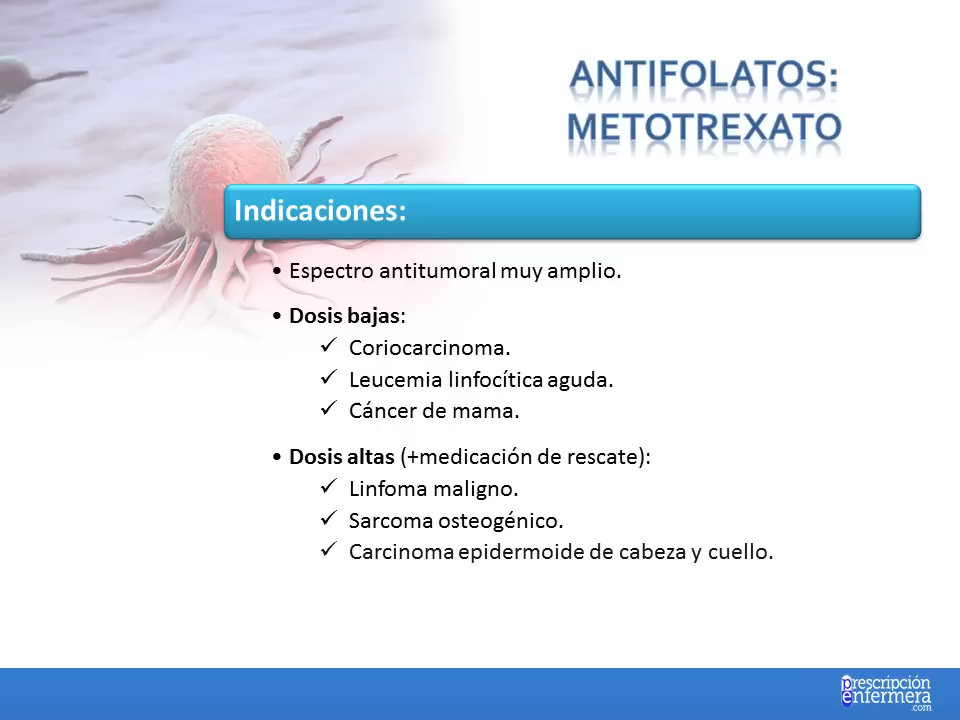 ANTIFOLATOS:
METOTREXATO
Indicaciones:
• Espectro antitumoral muy amplio.
• Dosis bajas:
✓ Coriocarcinoma.
✓ Leucemia linfocítica aguda.
✓ Cáncer de mama.
• Dosis altas (+medicación de rescate):
✓ Linfoma maligno.
✓ Sarcoma osteogénico.
✓ Carcinoma epidermoide de cabeza y cuello.
prescripción
enfermera
.com